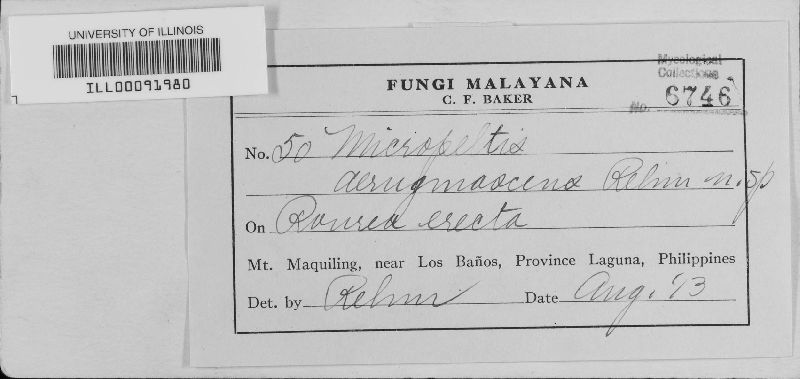 UNIVERSITY OF ILLINOIS
ILL00091980
Mycological
Collections
No. 6746
FUNGI MALAYANA
C. F. BAKER
No. 50 Micropeltis
aeruginascens Rehm n. sp
On Rourea erecta
Mt. Maquiling, near Los Baños, Province Laguna, Philippines
Det. by Rehm Date Aug. '13